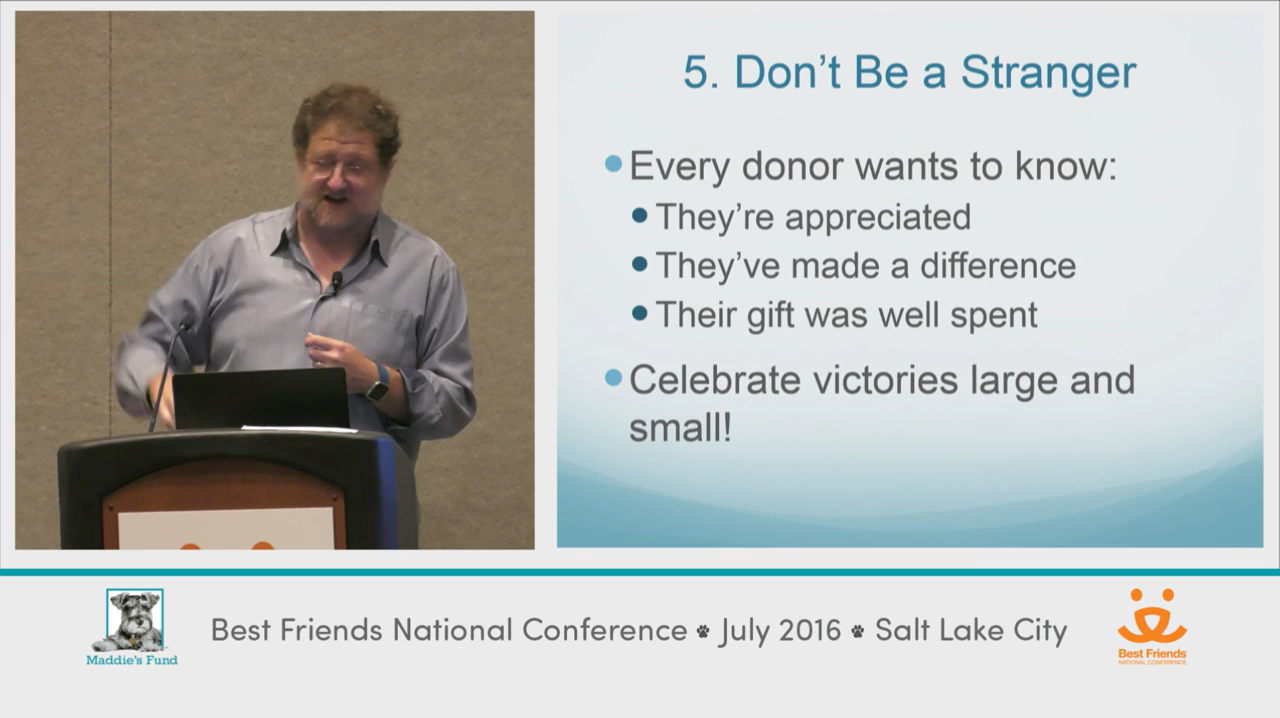 5. Don't Be a Stranger
Every donor wants to know:
They're appreciated
They've made a difference
Their gift was well spent
Celebrate victories large and
small!
Maddie's Fund
Best Friends National Conference July 2016 Salt Lake City
Best Friends
NATIONAL CONFERENCE